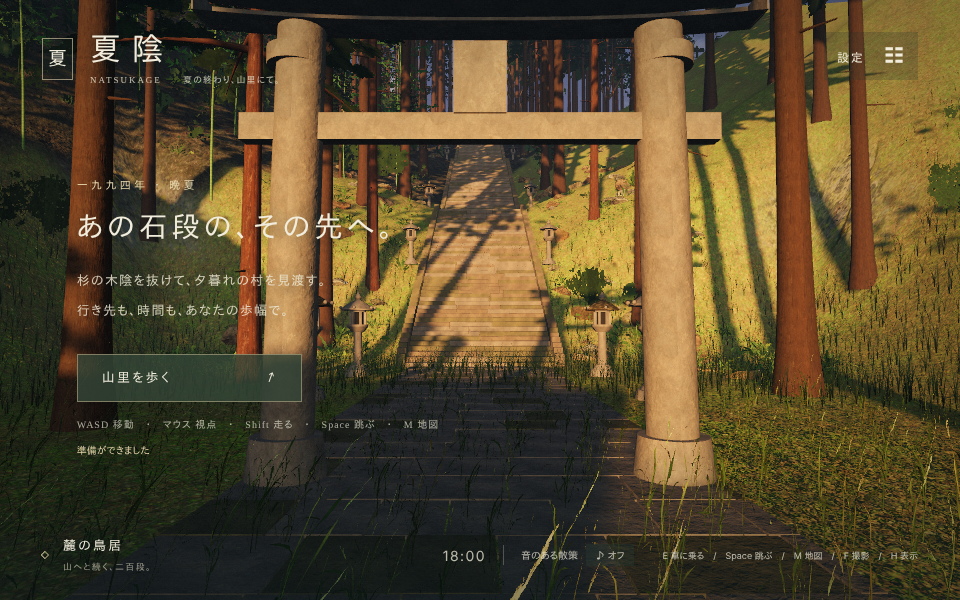 夏
夏陰
NATSUKAGE
夏の終わり、山里にて。
設定
一九九四年 、 晩夏
あの石段の、その先へ。
杉の木陰を抜けて、夕暮れの村を見渡す。
行き先も、時間も、あなたの歩幅で。
山里を歩く ↗
WASD 移動 ・ マウス 視点 ・ Shift 走る ・ Space 跳ぶ ・ M 地図
準備ができました
麓の鳥居
山へと続く、二百段。
18:00
音のある散策 ♪ オフ
E 車に乗る / Space 跳ぶ / M 地図 / F 撮影 / H 表示